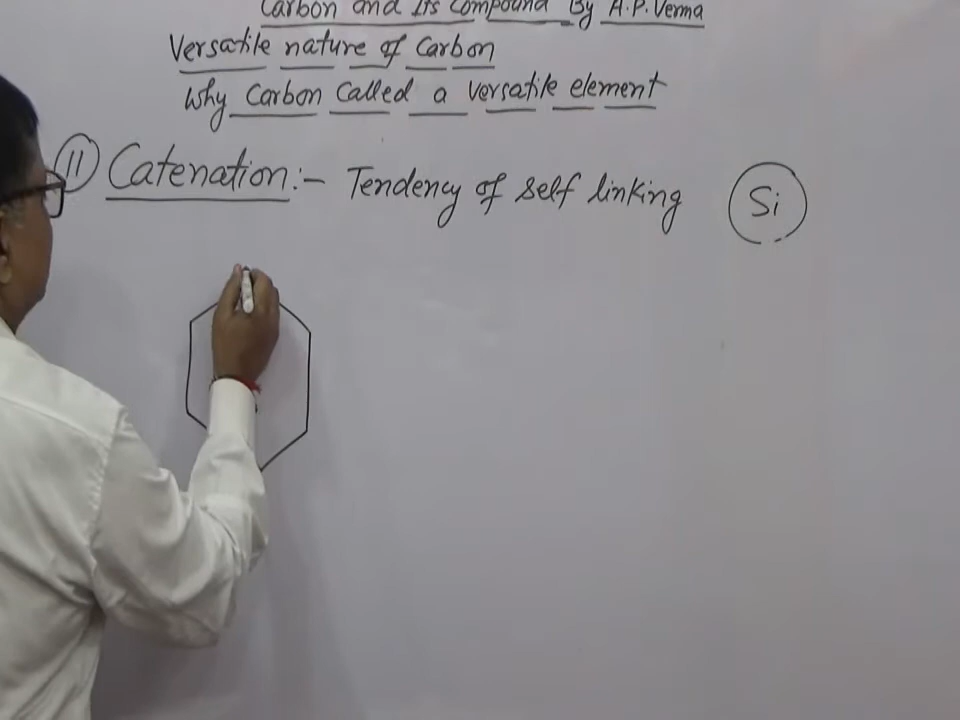 Carbon and Its Compound By A.P.Verma
Versatile nature of Carbon
Why Carbon Called a versatile element
11 Catenation:- Tendency of self linking Si